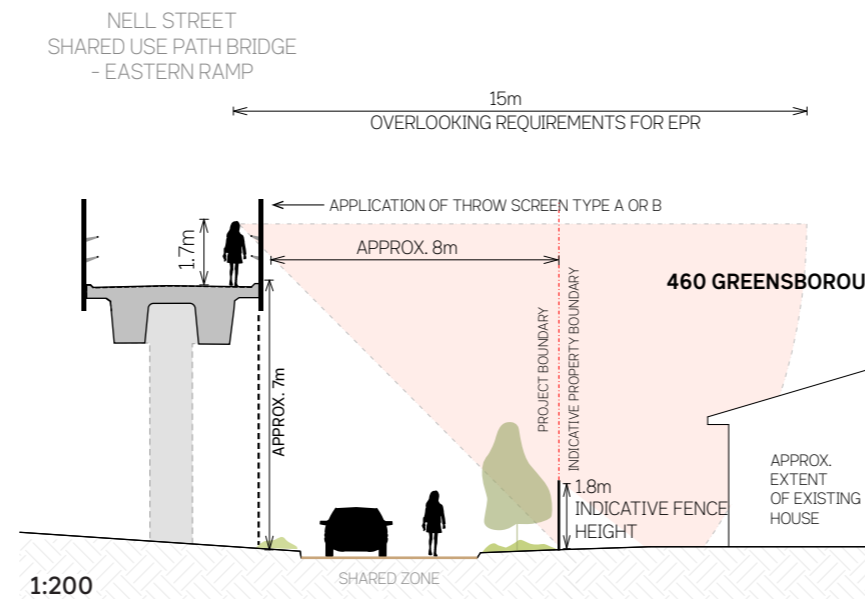 NELL STREET
SHARED USE PATH BRIDGE
- EASTERN RAMP
15m
OVERLOOKING REQUIREMENTS FOR EPR
APPLICATION OF THROW SCREEN TYPE A OR B
1.7m
APPROX. 8m
460 GREENSBOROU
PROJECT BOUNDARY
INDICATIVE PROPERTY BOUNDARY
APPROX. 7m
1.8m
INDICATIVE FENCE
HEIGHT
APPROX.
EXTENT
OF EXISTING
HOUSE
SHARED ZONE
1:200